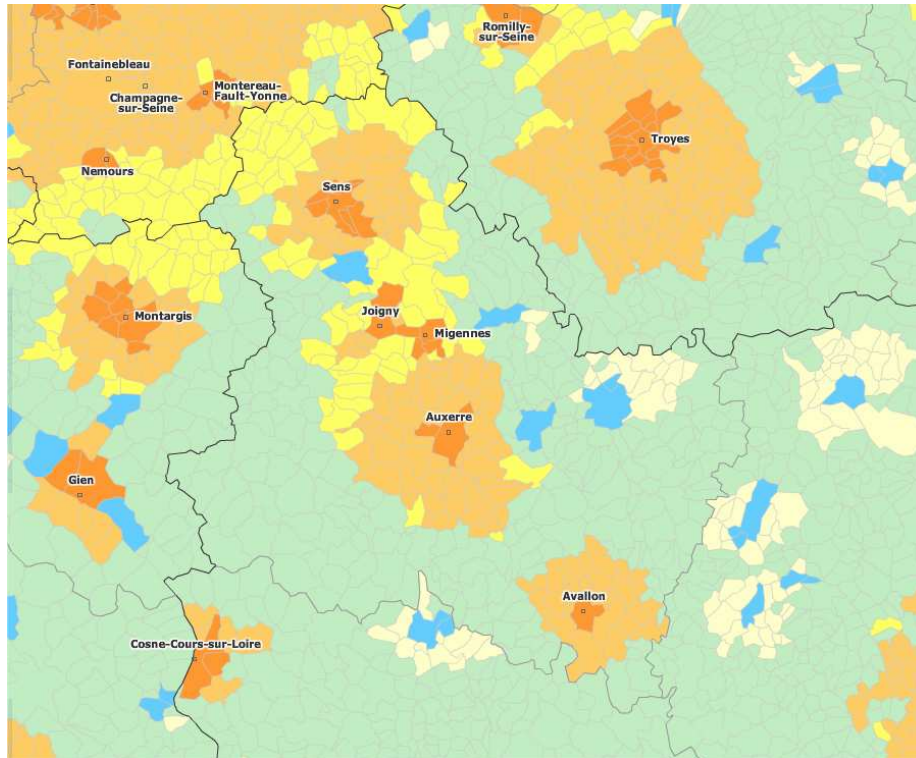 Romilly-
sur-Seine
Fontainebleau
Champagne-
sur-Seine
Montereau-
Fault-Yonne
Troyes
Nemours
Sens
Joigny
Montargis
Migennes
Auxerre
Gien
Avallon
Cosne-Cours-sur-Loire